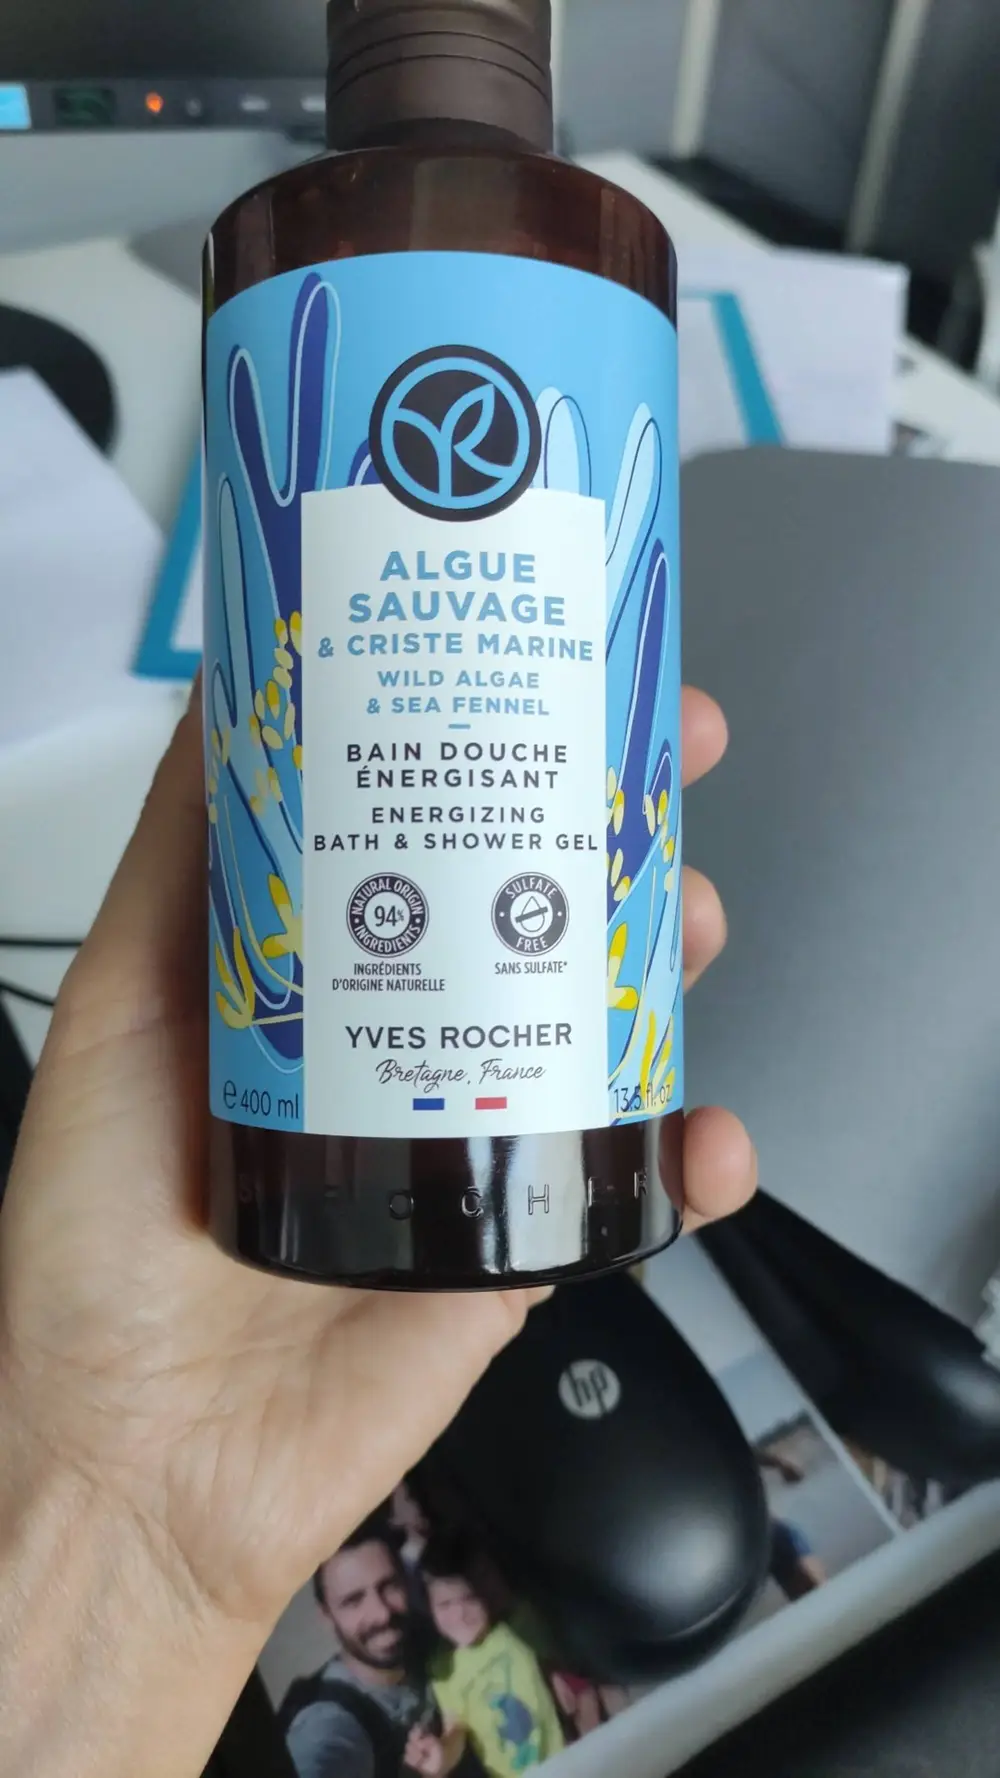 ALGUE
SAUVAGE
& CRISTE MARINE
WILD ALGAE
& SEA FENNEL
BAIN DOUCHE
ÉNERGISANT
ENERGIZING
BATH & SHOWER GEL
NATURAL ORIGIN
94%
INGREDIENTS
INGRÉDIENTS
D'ORIGINE NATURELLE
SULFATE
FREE
SANS SULFATE*
YVES ROCHER
Bretagne, France
e 400 ml
13.5 fl. oz
hp